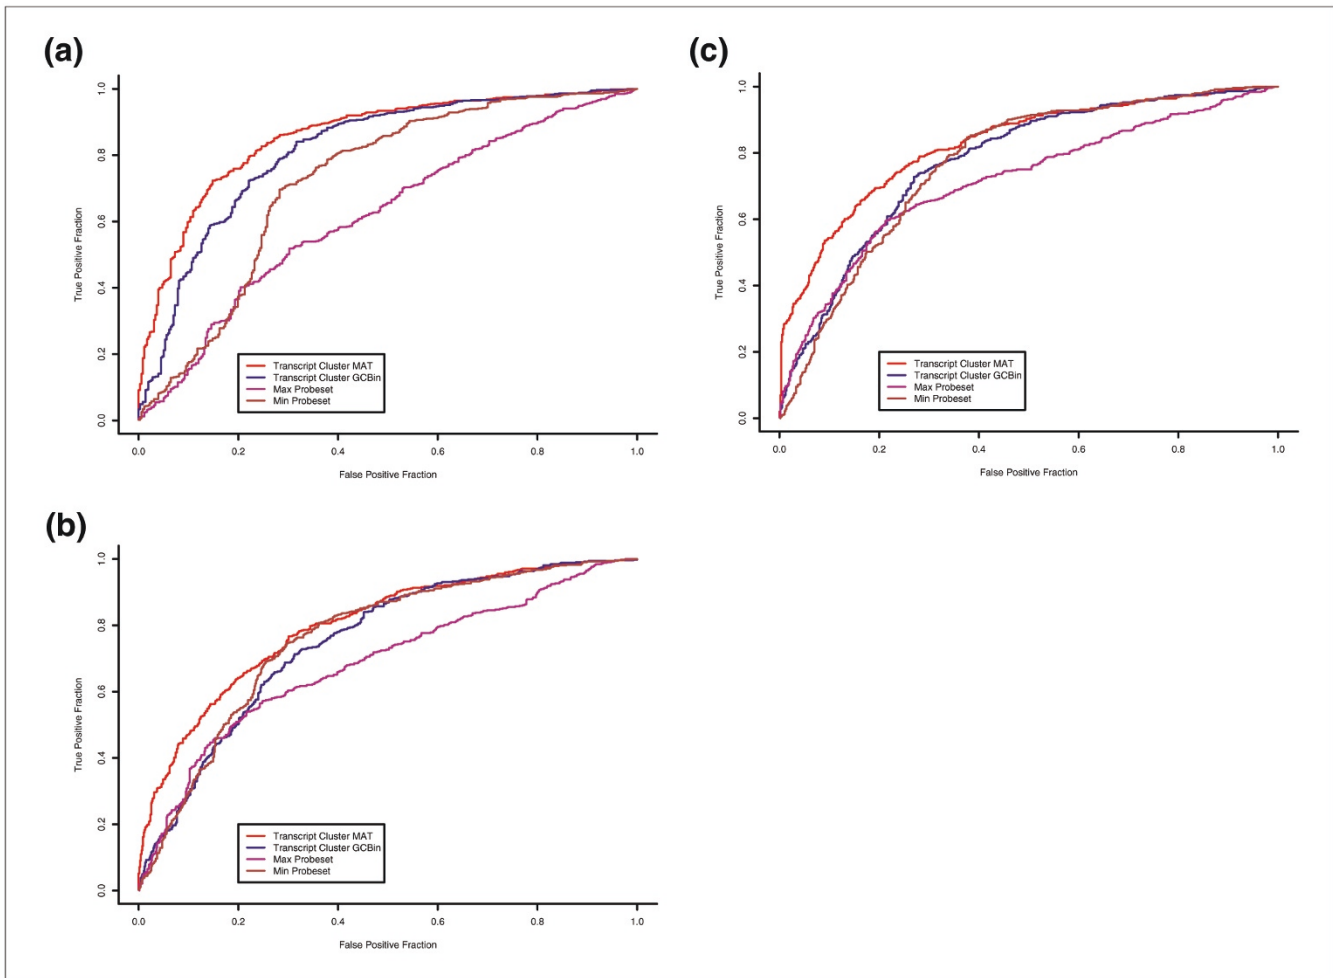 (a)
True Positive Fraction
1.0
0.8
0.6
0.4
0.2
0.0
Transcript Cluster MAT
Transcript Cluster GCBin
Max Probeset
Min Probeset
0.0 0.2 0.4 0.6 0.8 1.0
False Positive Fraction
(c)
True Positive Fraction
1.0
0.8
0.6
0.4
0.2
0.0
Transcript Cluster MAT
Transcript Cluster GCBin
Max Probeset
Min Probeset
0.0 0.2 0.4 0.6 0.8 1.0
False Positive Fraction
(b)
True Positive Fraction
1.0
0.8
0.6
0.4
0.2
0.0
Transcript Cluster MAT
Transcript Cluster GCBin
Max Probeset
Min Probeset
0.0 0.2 0.4 0.6 0.8 1.0
False Positive Fraction